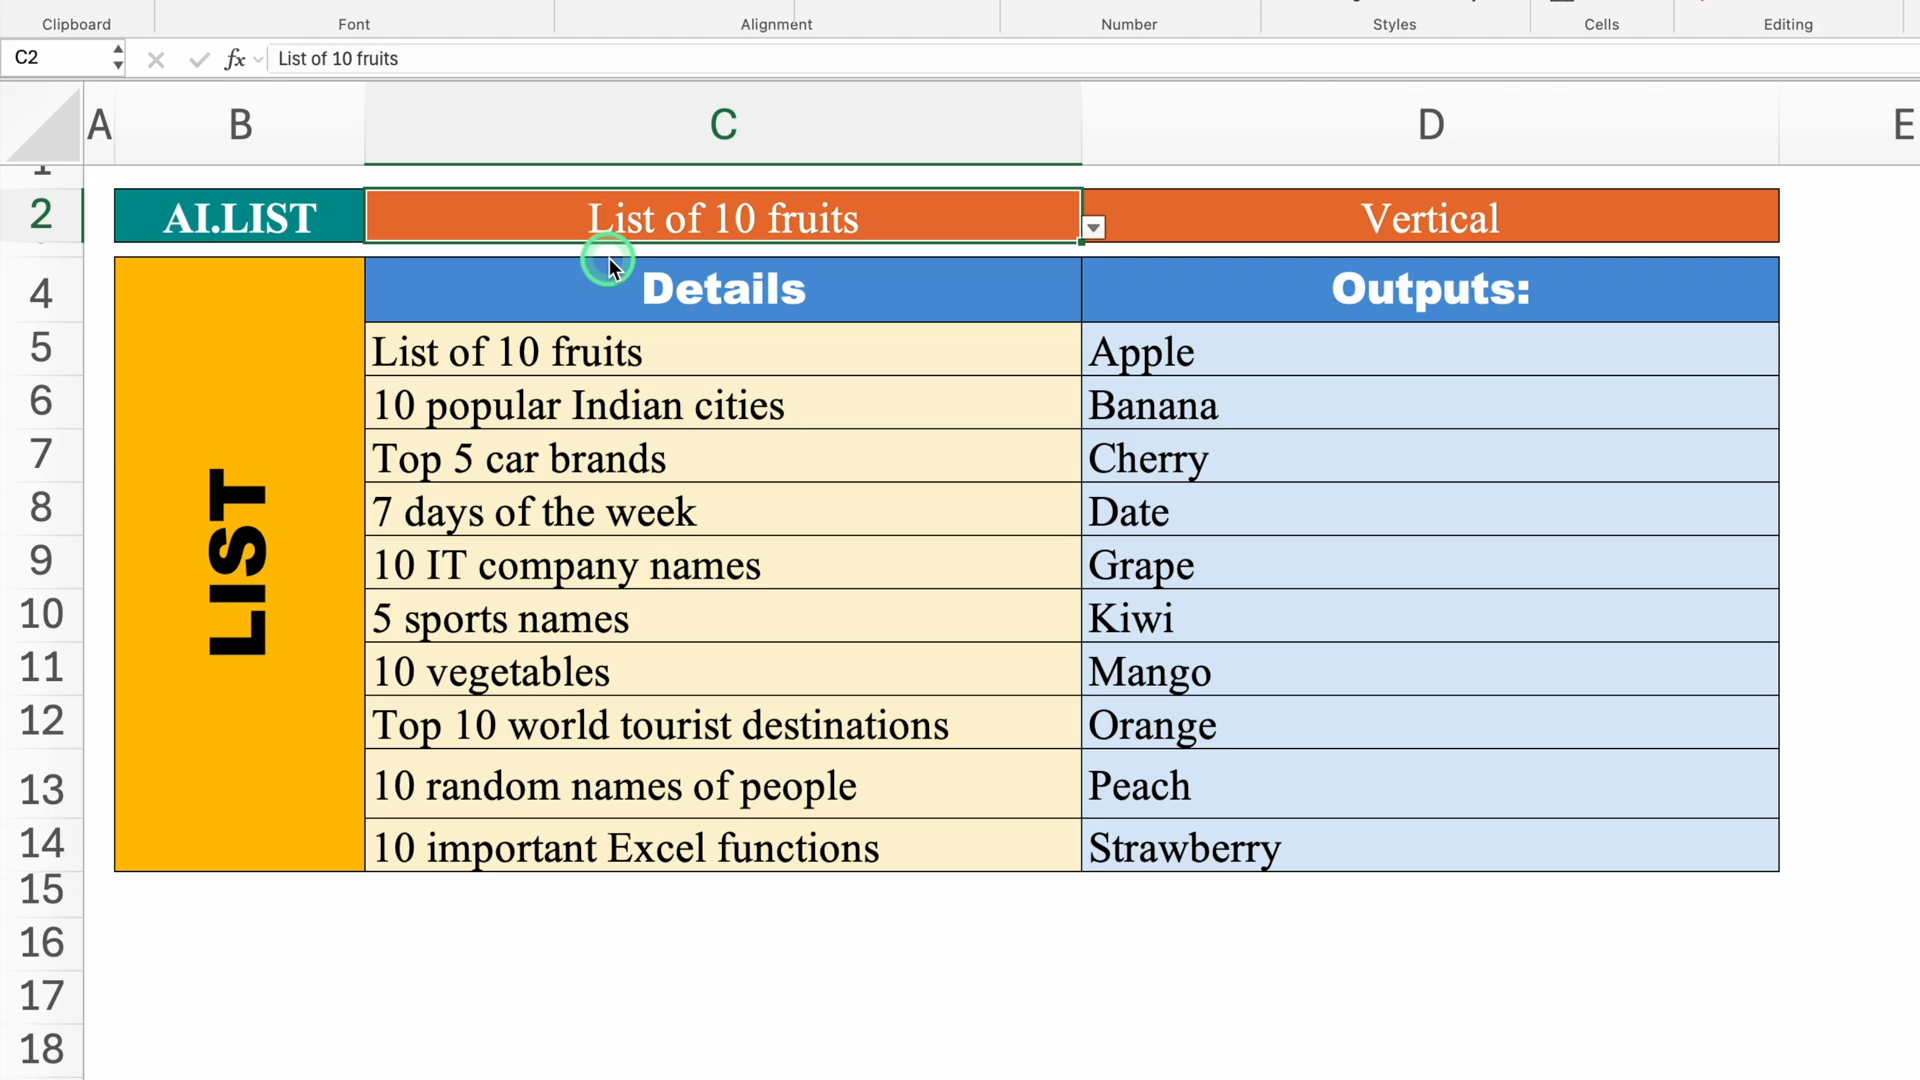 Clipboard Font Alignment Number Styles Cells Editing
C2 fx List of 10 fruits
A B C D E
1
2 AI.LIST List of 10 fruits Vertical
4 Details Outputs:
5 List of 10 fruits Apple
6 10 popular Indian cities Banana
7 Top 5 car brands Cherry
8 7 days of the week Date
9 10 IT company names Grape
LIST
10 5 sports names Kiwi
11 10 vegetables Mango
12 Top 10 world tourist destinations Orange
13 10 random names of people Peach
14 10 important Excel functions Strawberry
15
16
17
18